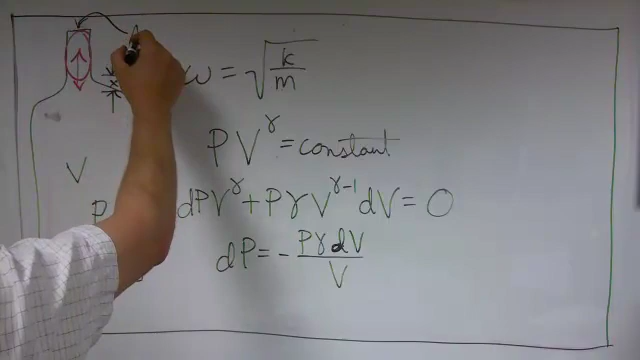 ω = √(k/m)
x
V
PV^γ = constant
P
dPV^γ + PγV^(γ-1) dV = 0
dP = - PγdV/V